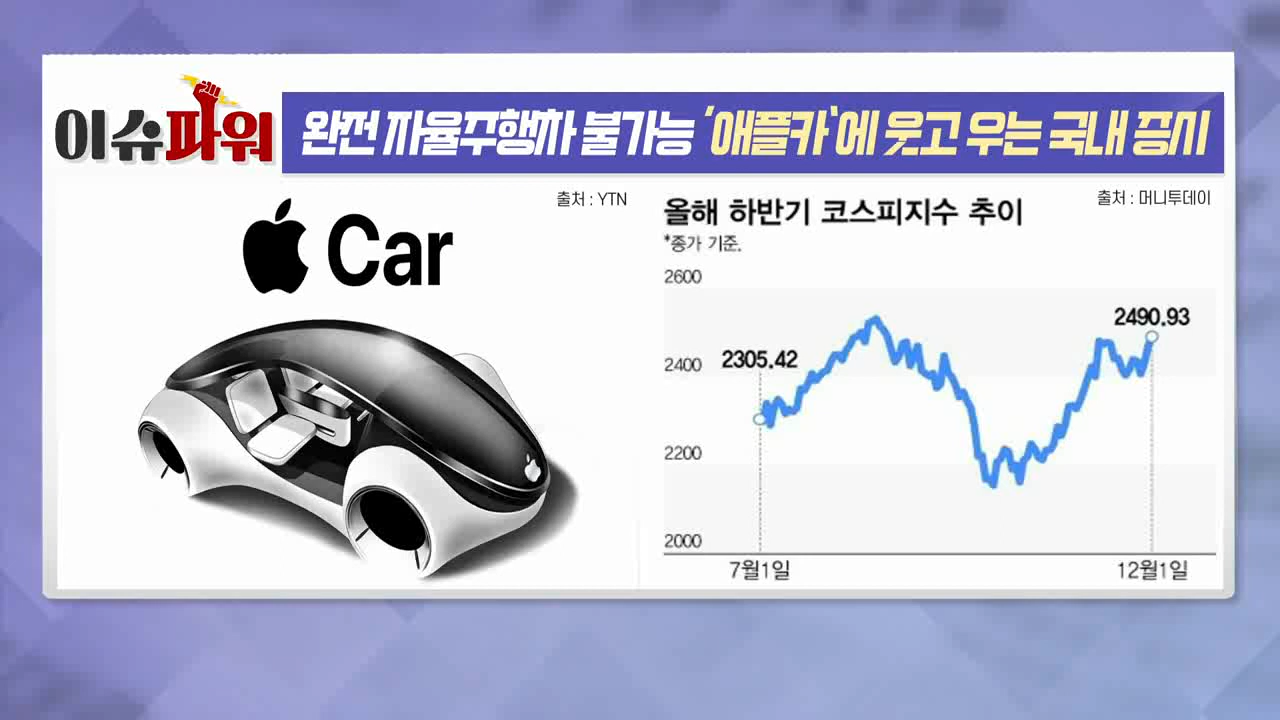 이슈파워
완전 자율주행차 불가능 '애플카'에 웃고 우는 국내 증시
출처 : YTN
Car
올해 하반기 코스피지수 추이
출처 : 머니투데이
*종가 기준.
2600
2490.93
2305.42
2400
2200
2000
7월1일
12월1일